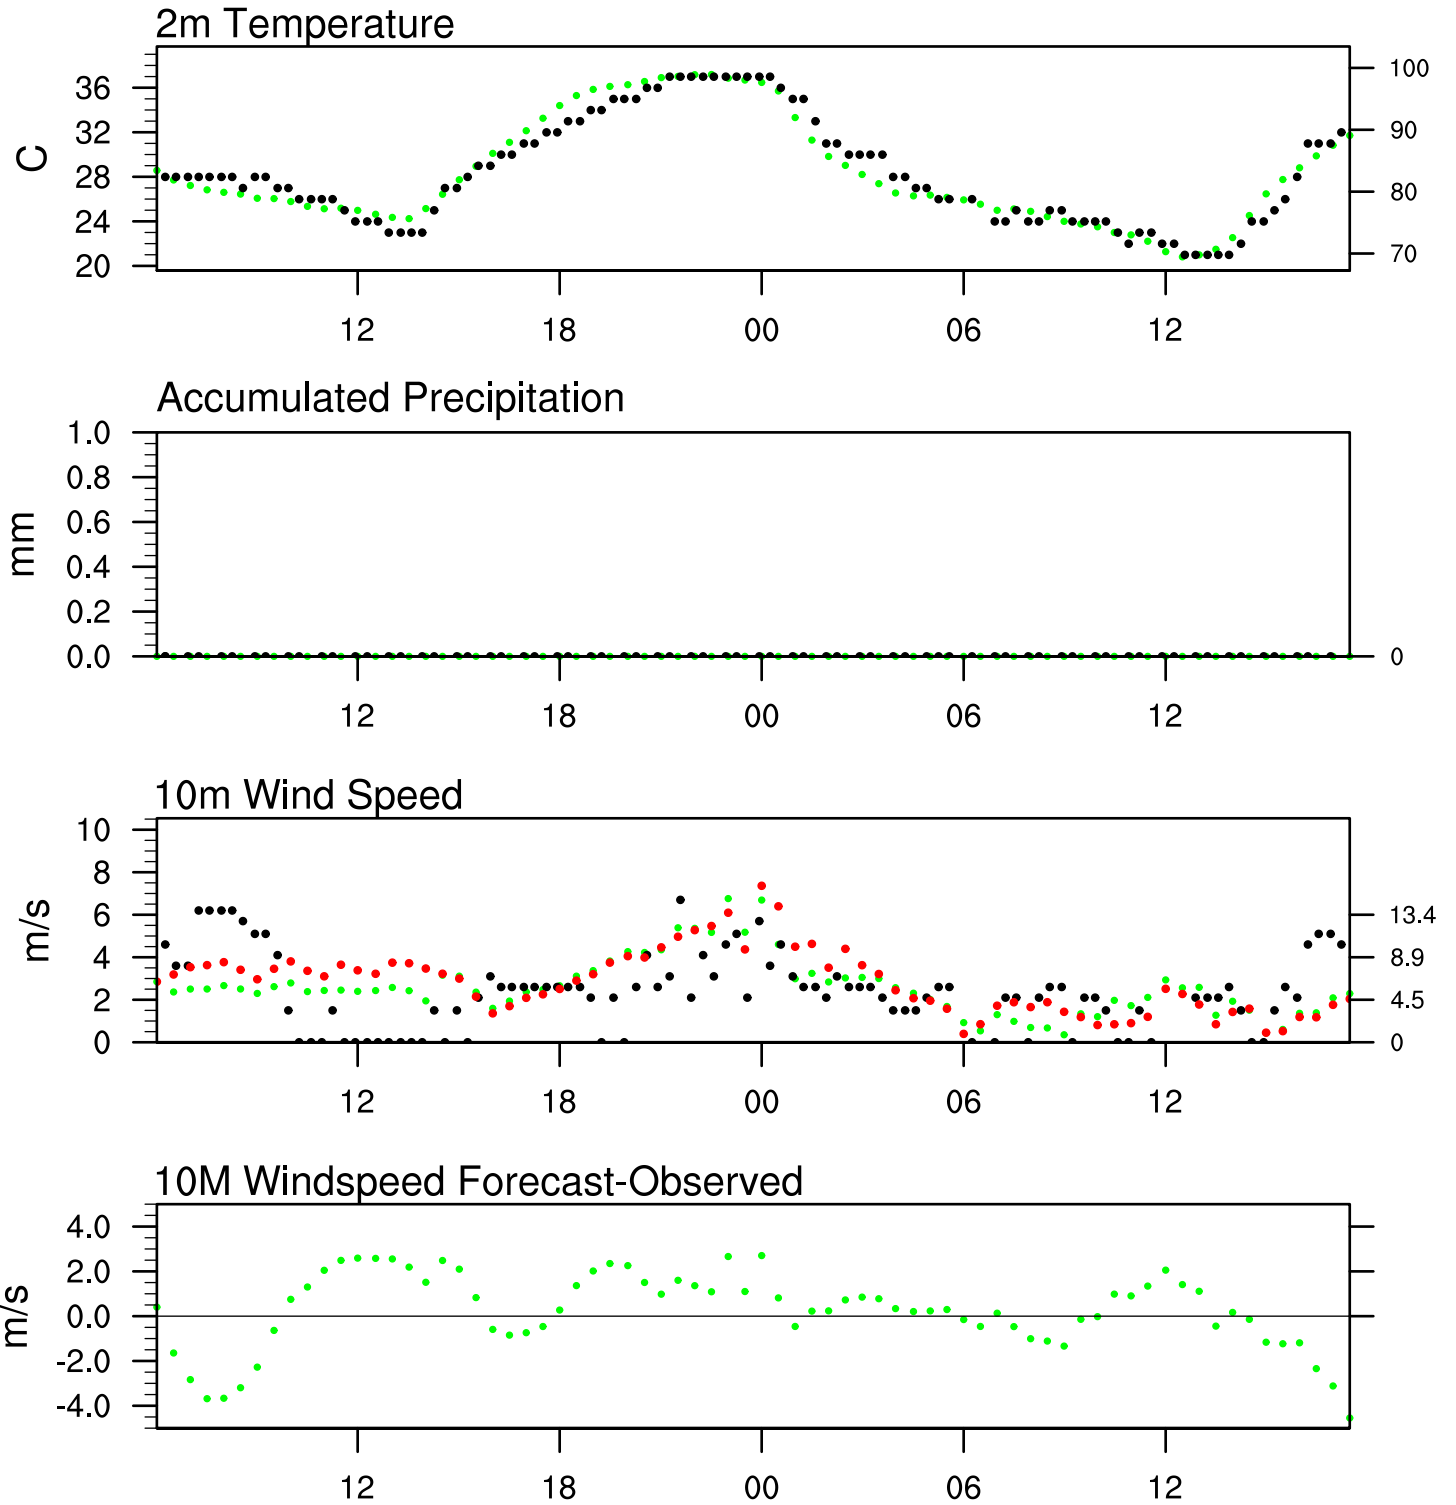 2m Temperature
C
36
32
28
24
20
100
90
80
70
12 18 00 06 12
Accumulated Precipitation
mm
1.0
0.8
0.6
0.4
0.2
0.0
0
12 18 00 06 12
10m Wind Speed
m/s
10
8
6
4
2
0
13.4
8.9
4.5
0
12 18 00 06 12
10M Windspeed Forecast-Observed
m/s
4.0
2.0
0.0
-2.0
-4.0
12 18 00 06 12